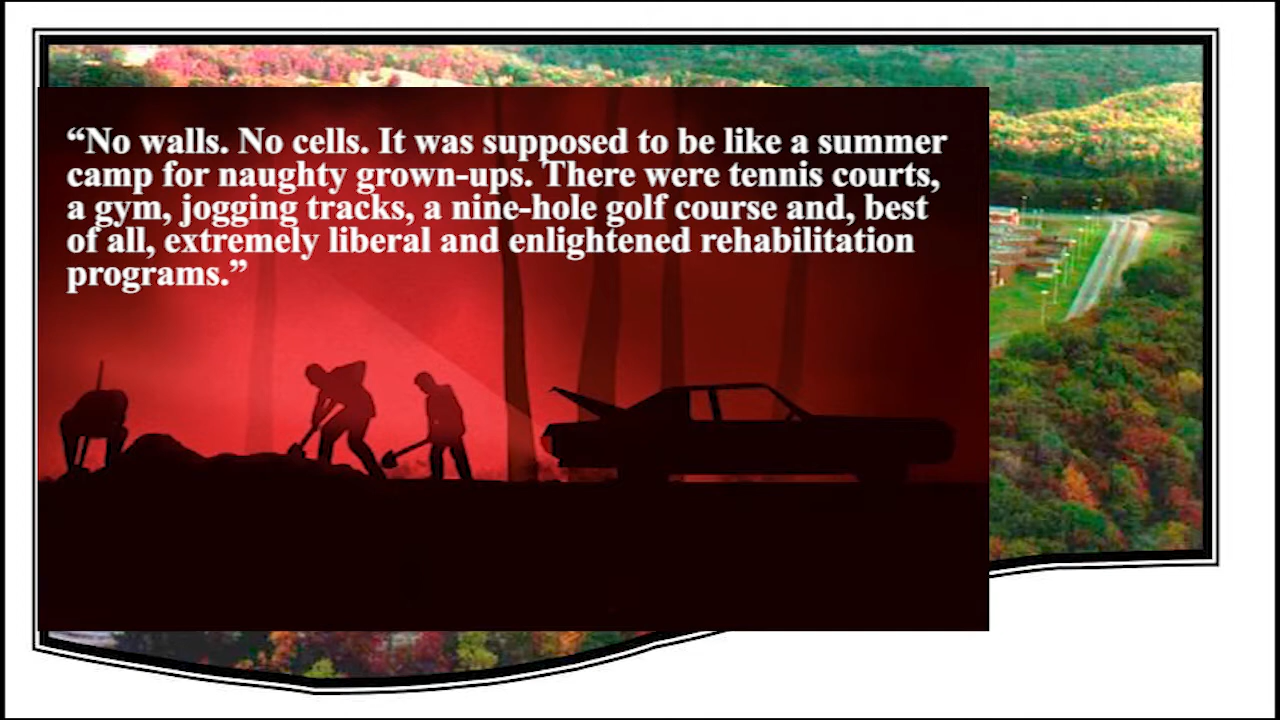 “No walls. No cells. It was supposed to be like a summer
camp for naughty grown-ups. There were tennis courts,
a gym, jogging tracks, a nine-hole golf course and, best
of all, extremely liberal and enlightened rehabilitation
programs.”